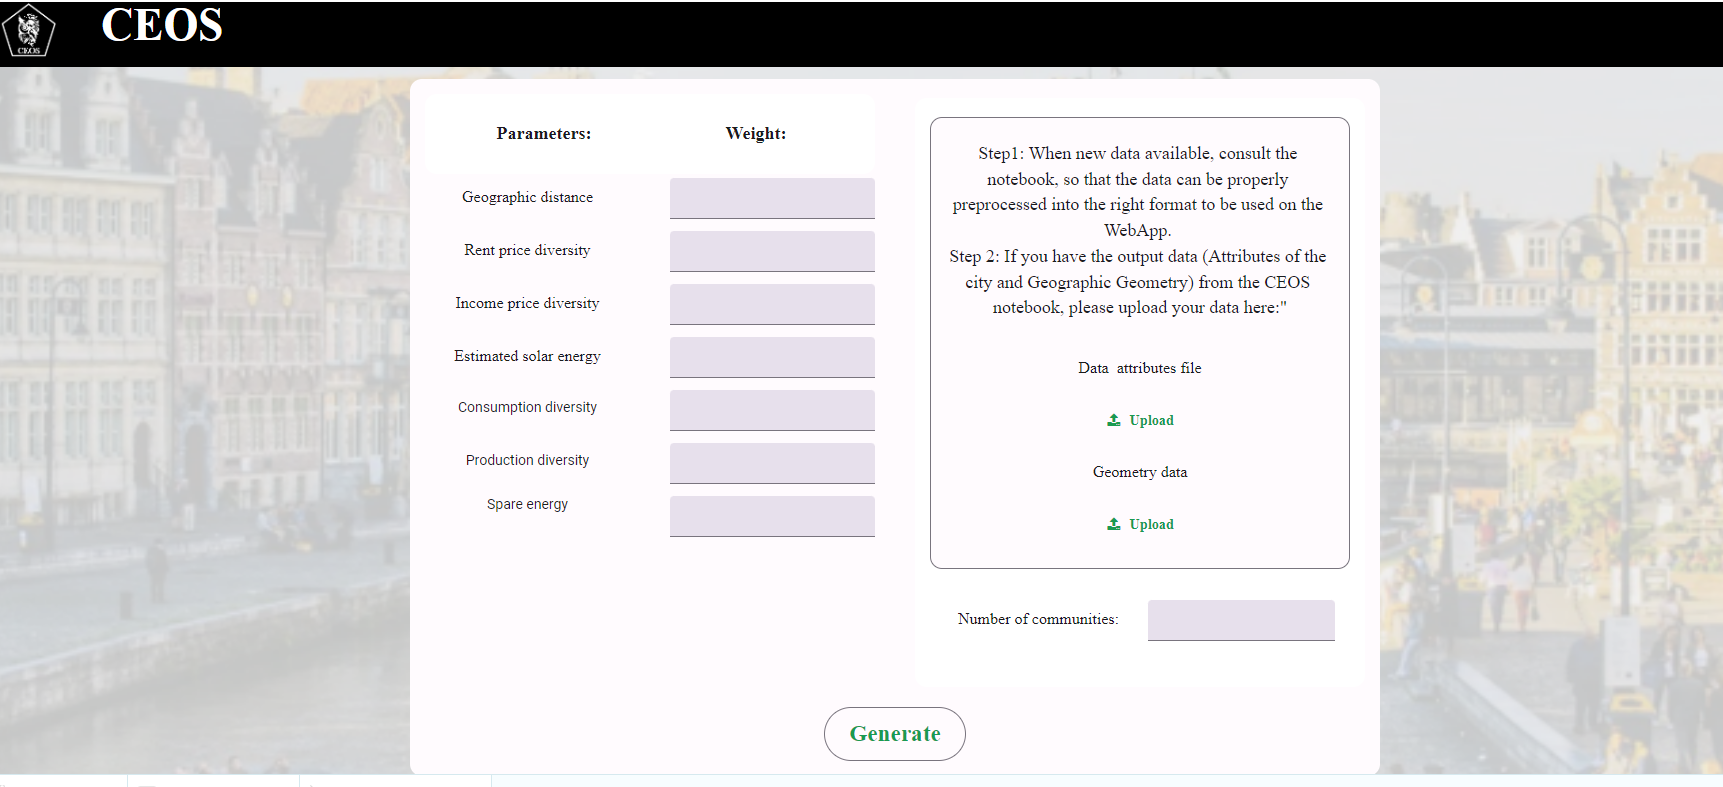 CEOS
CEOS
Parameters:
Weight:
Geographic distance
Rent price diversity
Income price diversity
Estimated solar energy
Consumption diversity
Production diversity
Spare energy
Step1: When new data available, consult the
notebook, so that the data can be properly
preprocessed into the right format to be used on the
WebApp.
Step 2: If you have the output data (Attributes of the
city and Geographic Geometry) from the CEOS
notebook, please upload your data here:"
Data  attributes file
Upload
Geometry data
Upload
Number of communities:
Generate